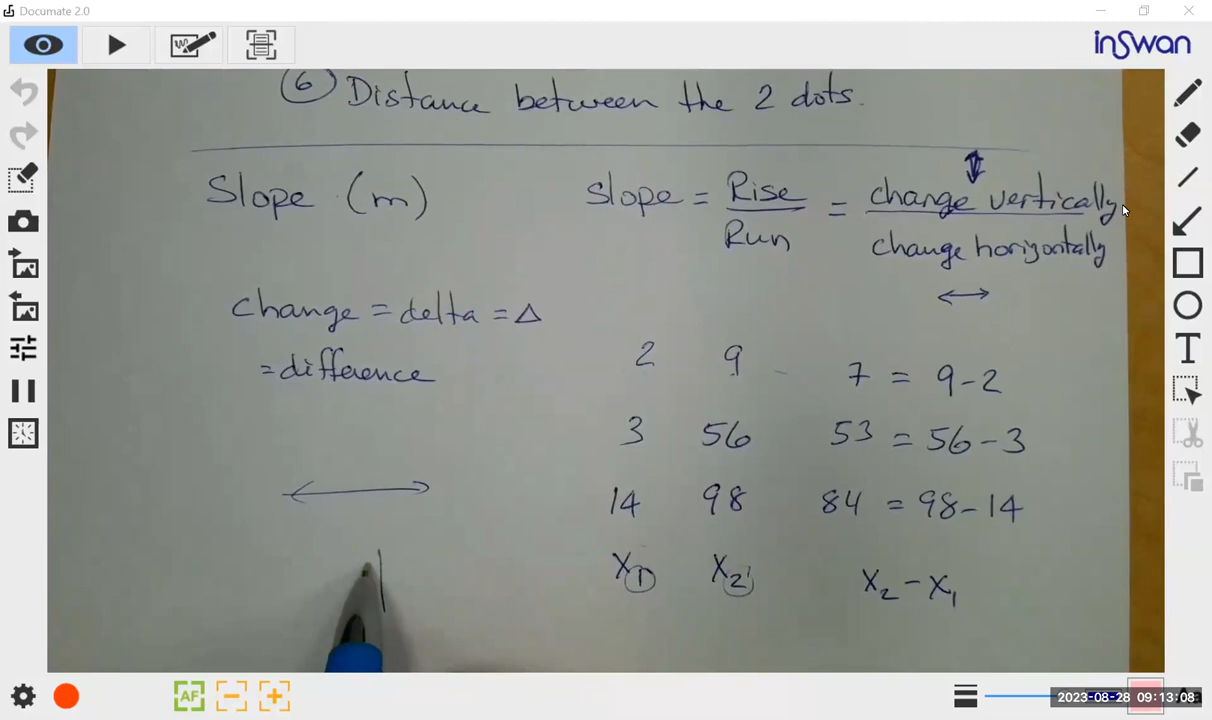 Documate 2.0
inSwan
⑥ Distance between the 2 dots.
Slope (m)
Slope = Rise / Run = change vertically / change horizontally
↕
↔
change = delta = Δ
= difference
2 9 7 = 9-2
3 56 53 = 56-3
14 98 84 = 98-14
X① X② X₂ - X₁
T
AF
2023-08-28 09:13:08